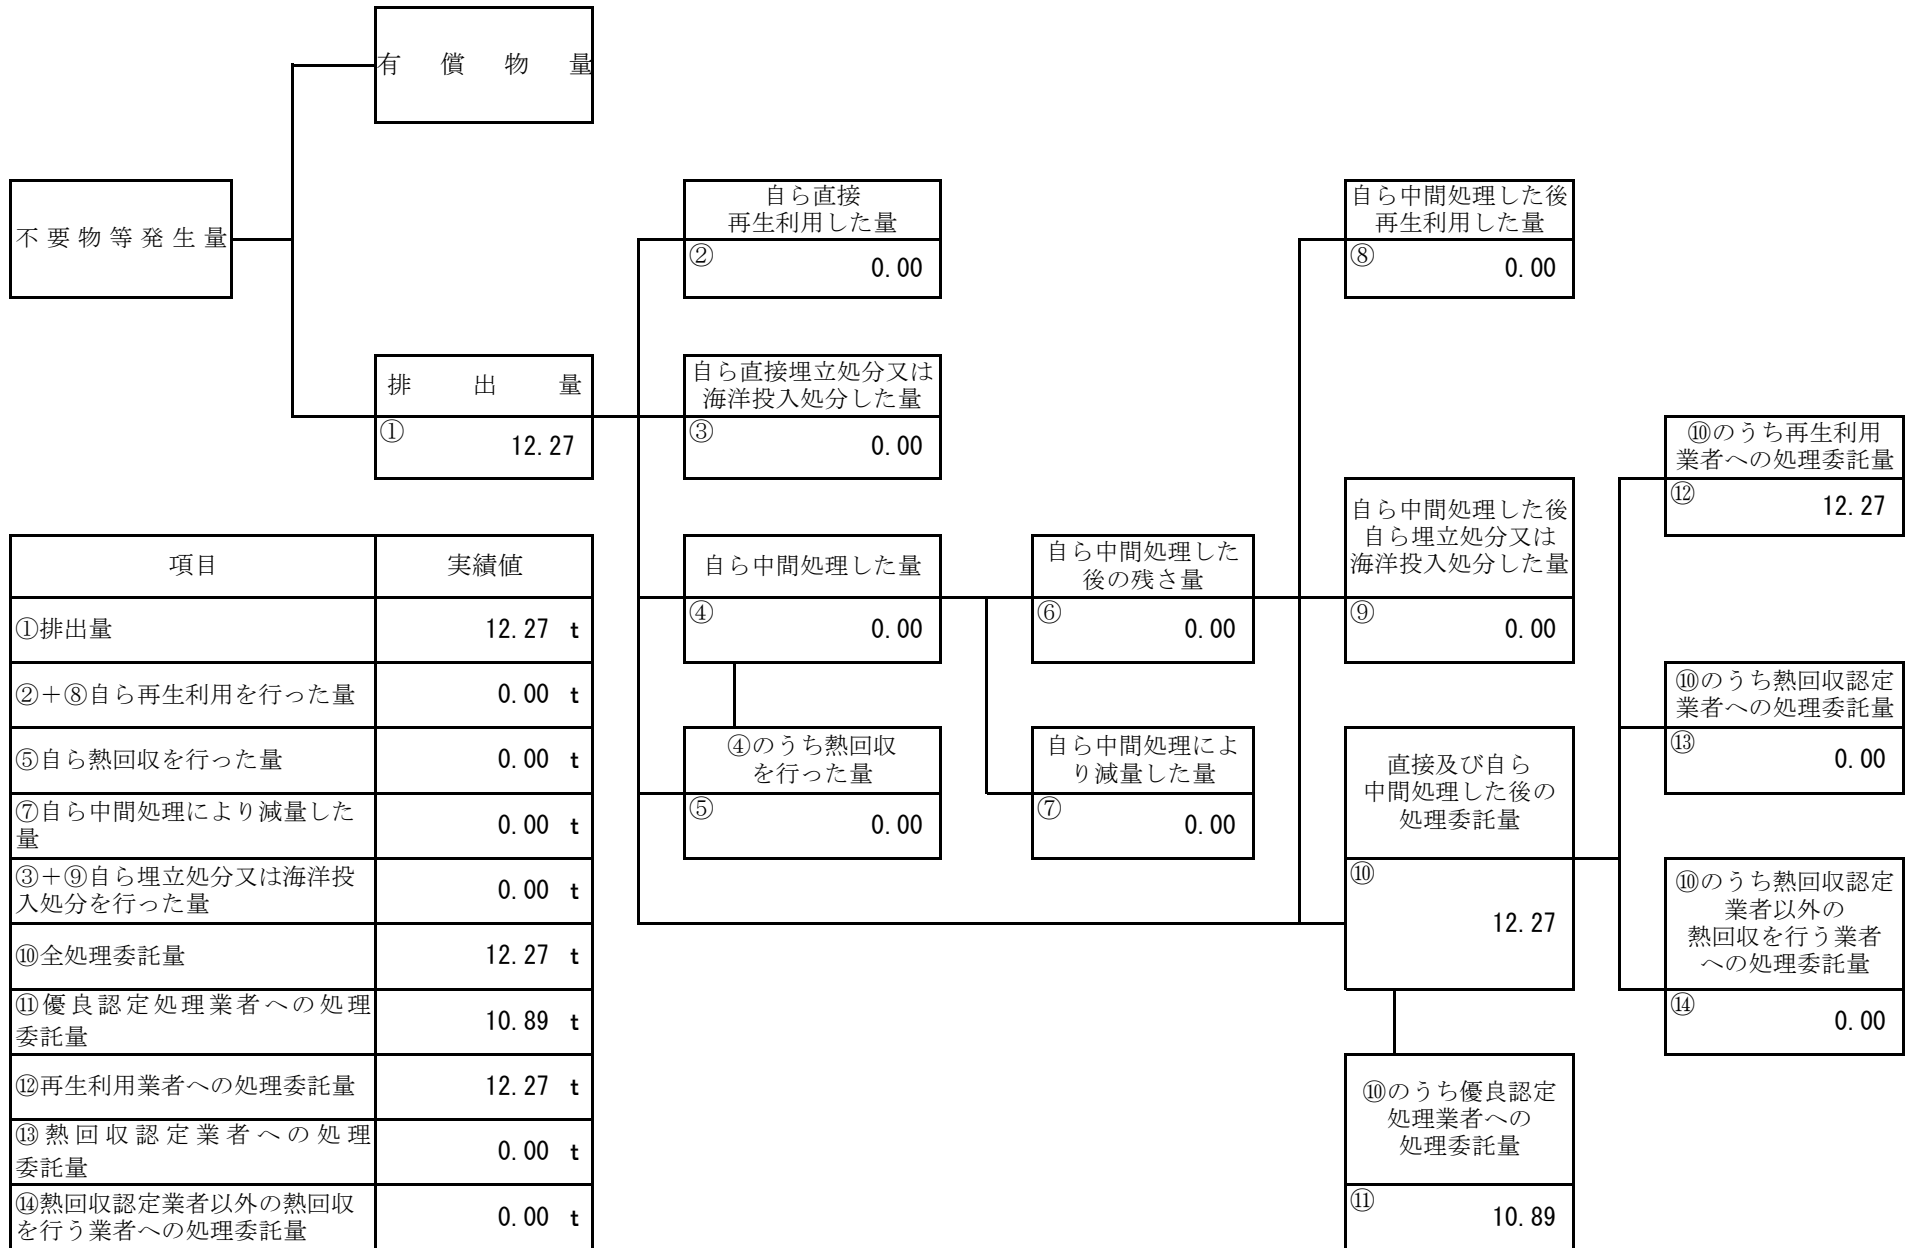 有償物量
不要物等発生量
排出量
①
12.27
自ら直接
再生利用した量
②
0.00
自ら直接埋立処分又は
海洋投入処分した量
③
0.00
自ら中間処理した量
④
0.00
④のうち熱回収
を行った量
⑤
0.00
自ら中間処理した
後の残さ量
⑥
0.00
自ら中間処理によ
り減量した量
⑦
0.00
自ら中間処理した後
再生利用した量
⑧
0.00
自ら中間処理した後
自ら埋立処分又は
海洋投入処分した量
⑨
0.00
直接及び自ら
中間処理した後の
処理委託量
⑩
12.27
⑩のうち優良認定
処理業者への
処理委託量
⑪
10.89
⑩のうち再生利用
業者への処理委託量
⑫
12.27
⑩のうち熱回収認定
業者への処理委託量
⑬
0.00
⑩のうち熱回収認定
業者以外の
熱回収を行う業者
への処理委託量
⑭
0.00
項目 実績値
①排出量 12.27 t
②+⑧自ら再生利用を行った量 0.00 t
⑤自ら熱回収を行った量 0.00 t
⑦自ら中間処理により減量した
量 0.00 t
③+⑨自ら埋立処分又は海洋投
入処分を行った量 0.00 t
⑩全処理委託量 12.27 t
⑪優良認定処理業者への処理
委託量 10.89 t
⑫再生利用業者への処理委託量 12.27 t
⑬熱回収認定業者への処理
委託量 0.00 t
⑭熱回収認定業者以外の熱回収
を行う業者への処理委託量 0.00 t